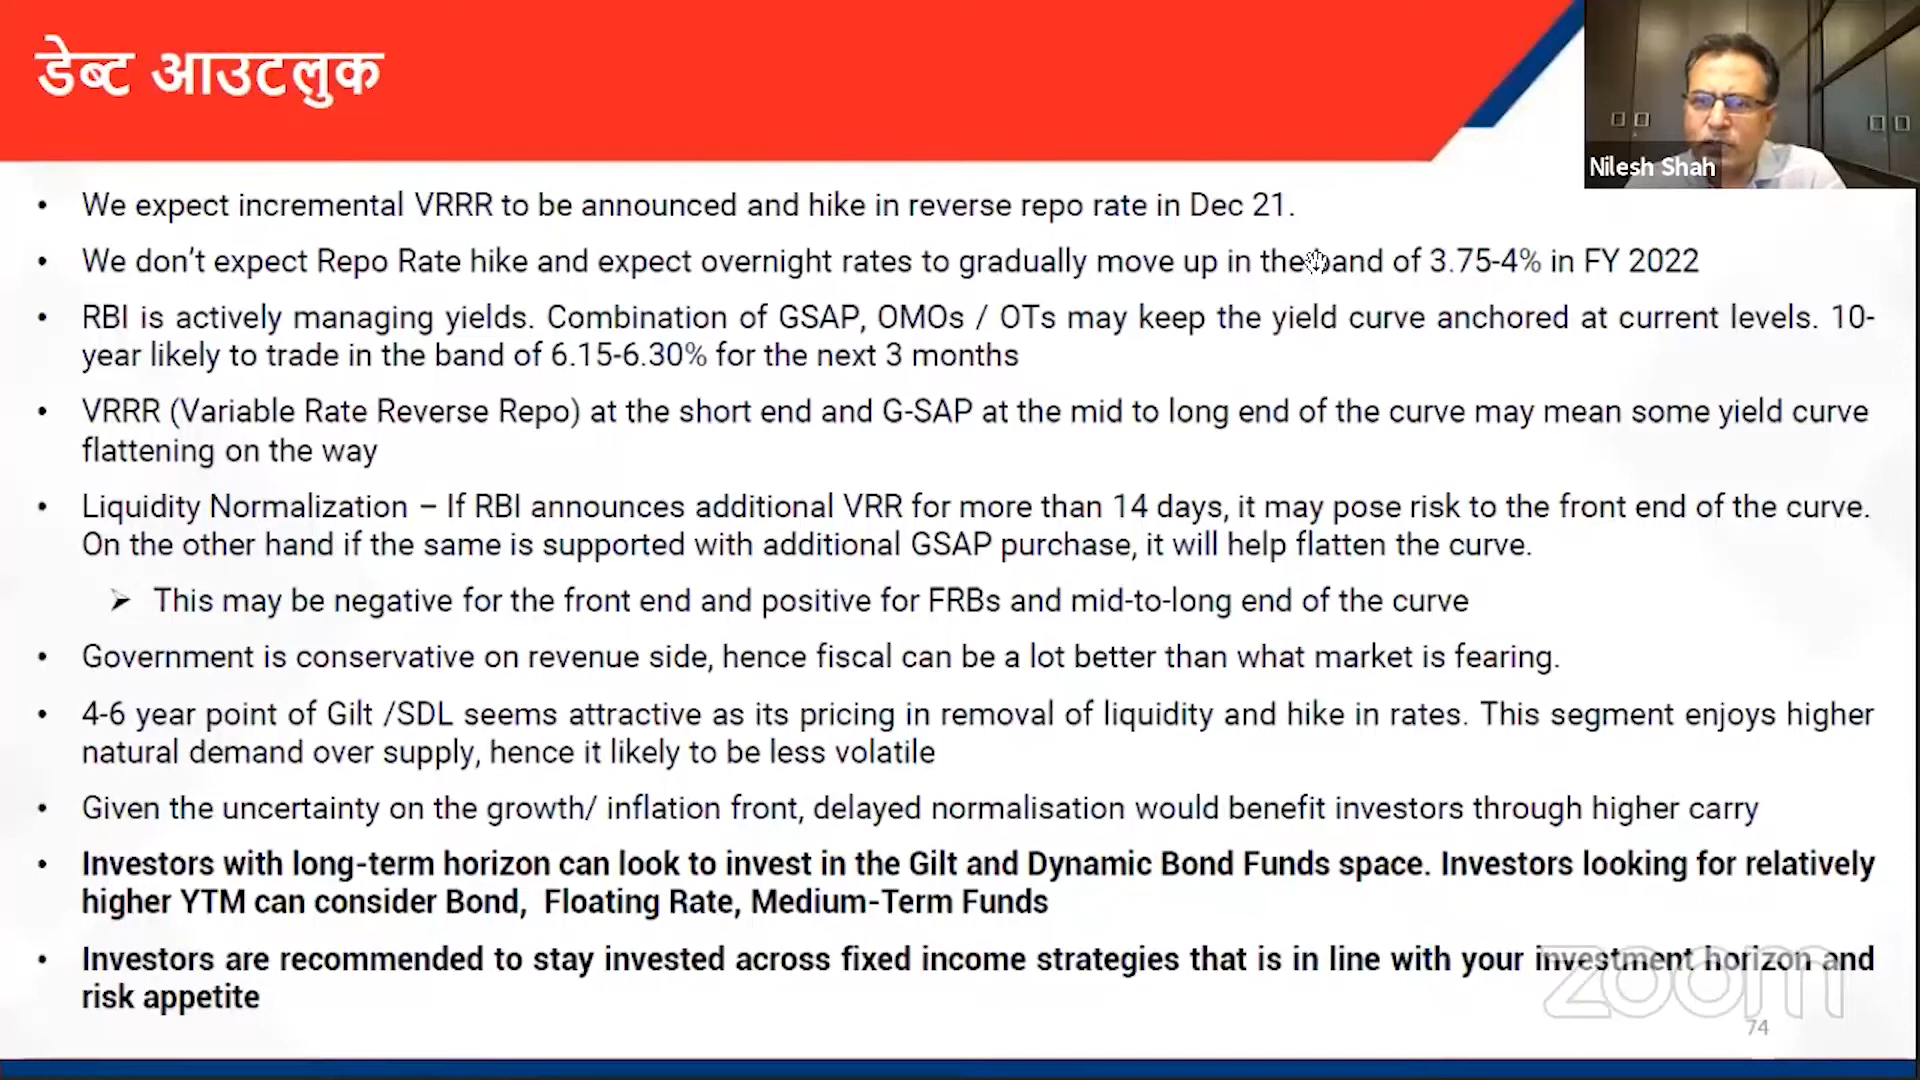 डेब्ट आउटलुक
Nilesh Shah
• We expect incremental VRRR to be announced and hike in reverse repo rate in Dec 21.
• We don't expect Repo Rate hike and expect overnight rates to gradually move up in the band of 3.75-4% in FY 2022
• RBI is actively managing yields. Combination of GSAP, OMOs / OTs may keep the yield curve anchored at current levels. 10-
year likely to trade in the band of 6.15-6.30% for the next 3 months
• VRRR (Variable Rate Reverse Repo) at the short end and G-SAP at the mid to long end of the curve may mean some yield curve
flattening on the way
• Liquidity Normalization – If RBI announces additional VRR for more than 14 days, it may pose risk to the front end of the curve.
On the other hand if the same is supported with additional GSAP purchase, it will help flatten the curve.
➤ This may be negative for the front end and positive for FRBs and mid-to-long end of the curve
• Government is conservative on revenue side, hence fiscal can be a lot better than what market is fearing.
• 4-6 year point of Gilt /SDL seems attractive as its pricing in removal of liquidity and hike in rates. This segment enjoys higher
natural demand over supply, hence it likely to be less volatile
• Given the uncertainty on the growth/ inflation front, delayed normalisation would benefit investors through higher carry
• Investors with long-term horizon can look to invest in the Gilt and Dynamic Bond Funds space. Investors looking for relatively
higher YTM can consider Bond, Floating Rate, Medium-Term Funds
• Investors are recommended to stay invested across fixed income strategies that is in line with your investment horizon and
risk appetite
zoom
74